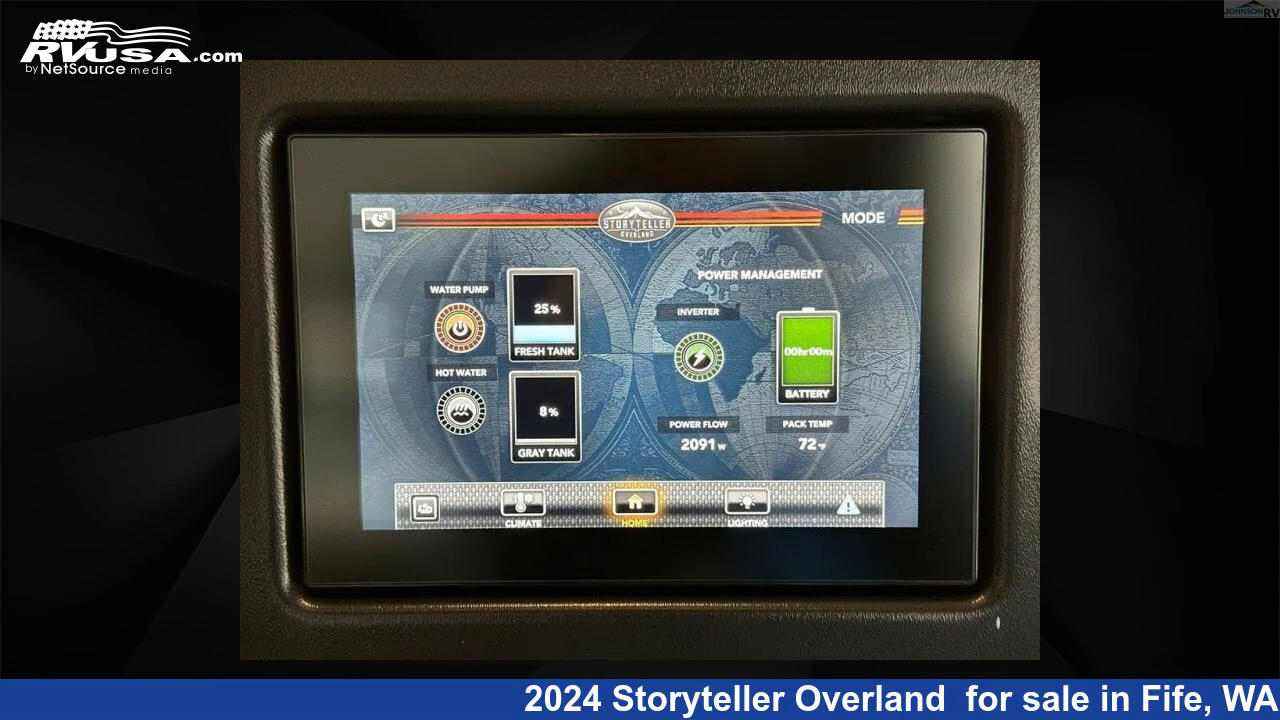 JOHNSON RV
RVUSA.com
by NetSource media
STORYTELLER
OVERLAND
MODE
POWER MANAGEMENT
WATER PUMP
25%
FRESH TANK
INVERTER
00hr00m
BATTERY
HOT WATER
8%
GRAY TANK
POWER FLOW
2091 W
PACK TEMP
72 °F
CLIMATE
HOME
LIGHTING
2024 Storyteller Overland for sale in Fife, WA